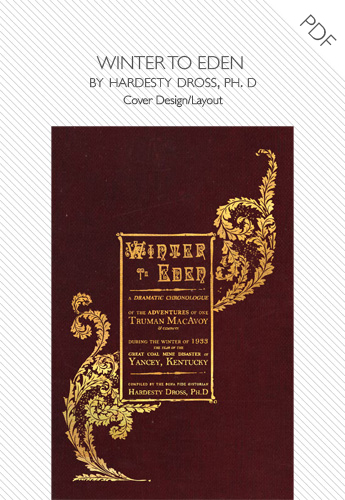 PDF
WINTER TO EDEN
BY HARDESTY DROSS, PH. D
Cover Design/Layout
WINTER
TO EDEN
A DRAMATIC CHRONOLOGUE
OF THE ADVENTURES OF ONE
TRUMAN MACAVOY
& COMPANY
DURING THE WINTER OF 1933
THE YEAR OF THE
GREAT COAL MINE DISASTER OF
YANCEY, KENTUCKY
COMPILED BY THE BONA FIDE HISTORIAN
HARDESTY DROSS, PH.D